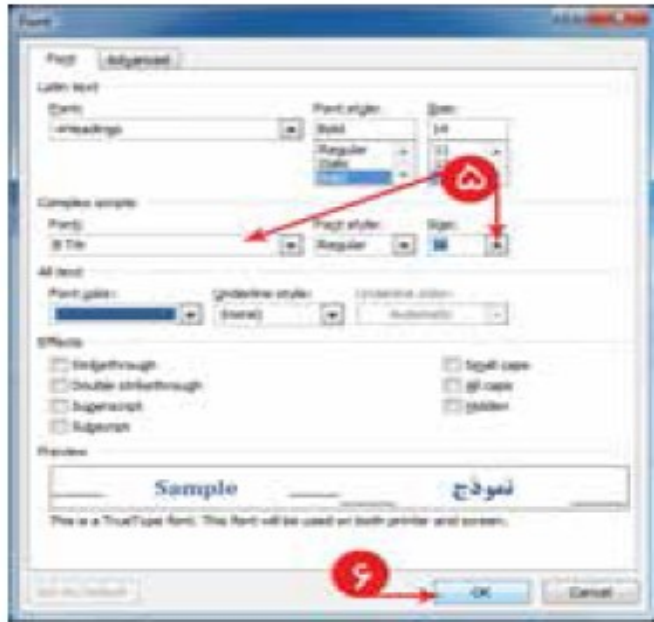 Font
Font Advanced
Latin text
Font: Font style: Size:
+Headings Bold 14
Regular 11
Italic
Bold
۵
Complex scripts
Font: Font style: Size:
Regular
All text
Font color: Underline style: Underline color:
(none) Automatic
Effects
Strikethrough Small caps
Double strikethrough All caps
Superscript Hidden
Subscript
Preview
Sample نموذج
This is a TrueType font. This font will be used on both printer and screen.
۶
Set As Default OK Cancel